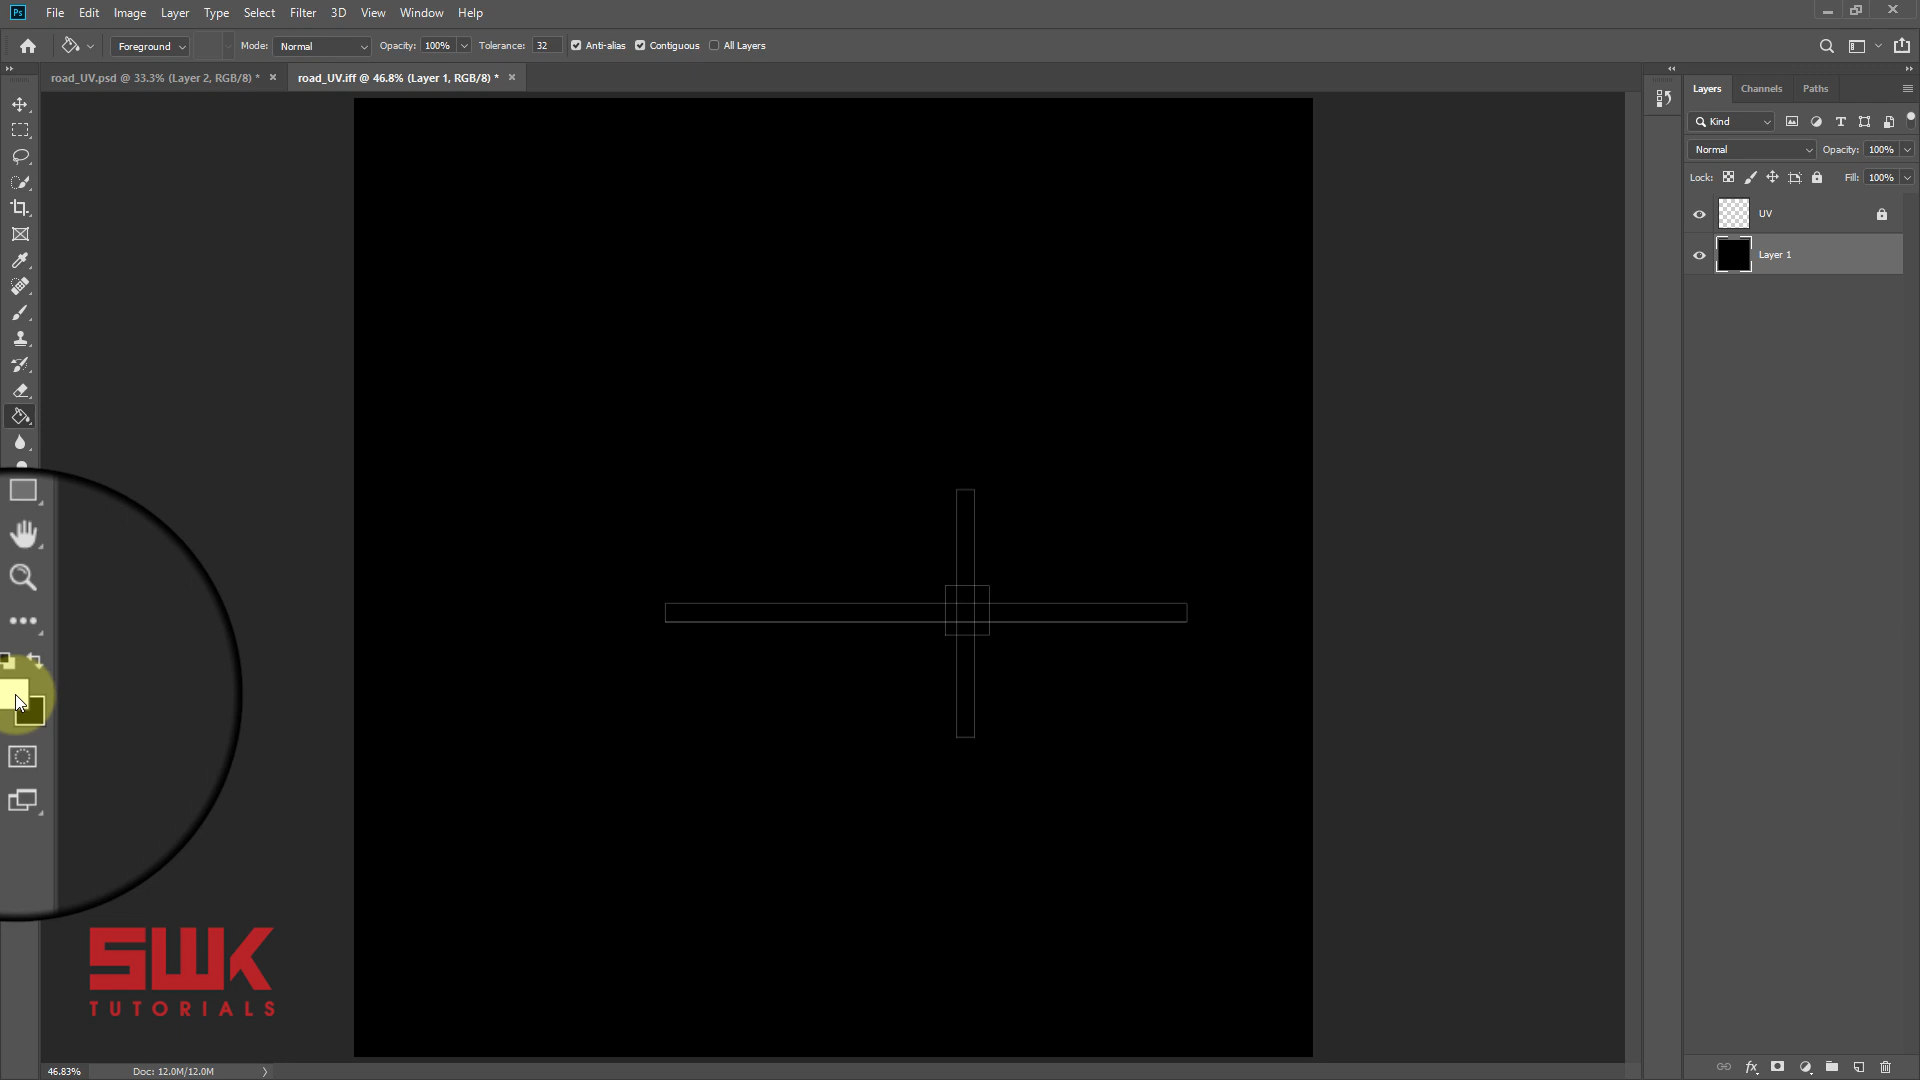 Ps File Edit Image Layer Type Select Filter 3D View Window Help
Foreground Mode: Normal Opacity: 100% Tolerance: 32 Anti-alias Contiguous All Layers
road_UV.psd @ 33.3% (Layer 2, RGB/8) * × road_UV.iff @ 46.8% (Layer 1, RGB/8) * ×
Layers Channels Paths
Kind
Normal Opacity: 100%
Lock: Fill: 100%
UV
Layer 1
SWK
TUTORIALS
46.83% Doc: 12.0M/12.0M
fx